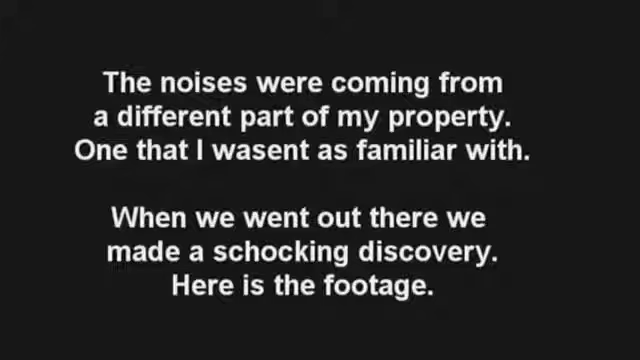 The noises were coming from
a different part of my property.
One that I wasent as familiar with.
When we went out there we
made a schocking discovery.
Here is the footage.